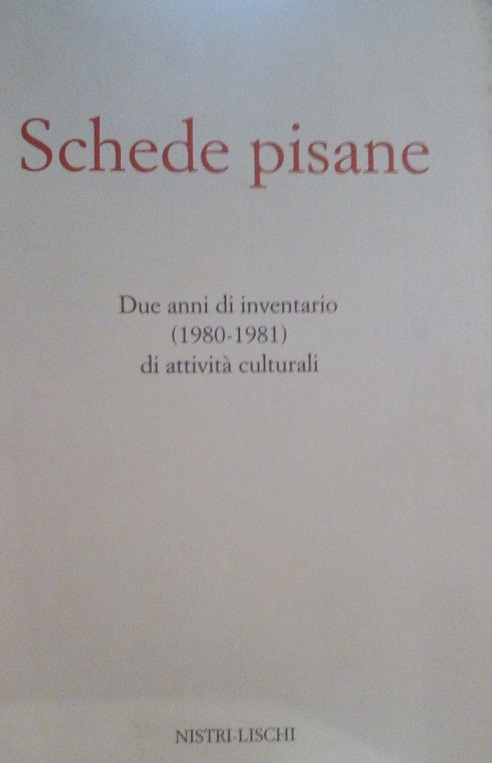 Schede pisane
Due anni di inventario
(1980-1981)
di attività culturali
NISTRI-LISCHI